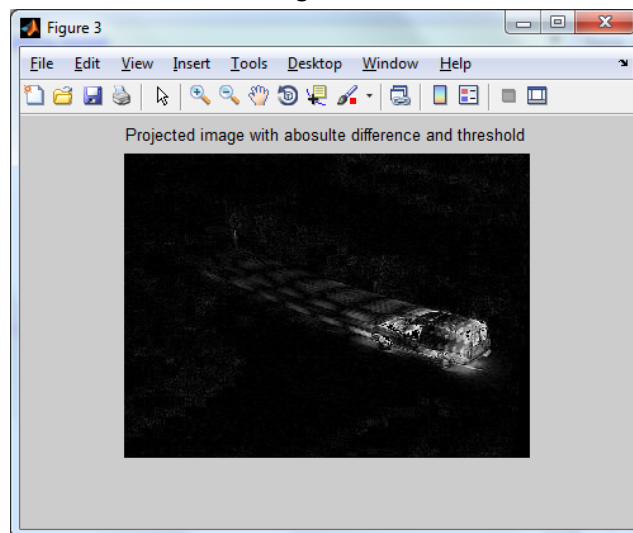 Figure 3
File Edit View Insert Tools Desktop Window Help
Projected image with abosulte difference and threshold